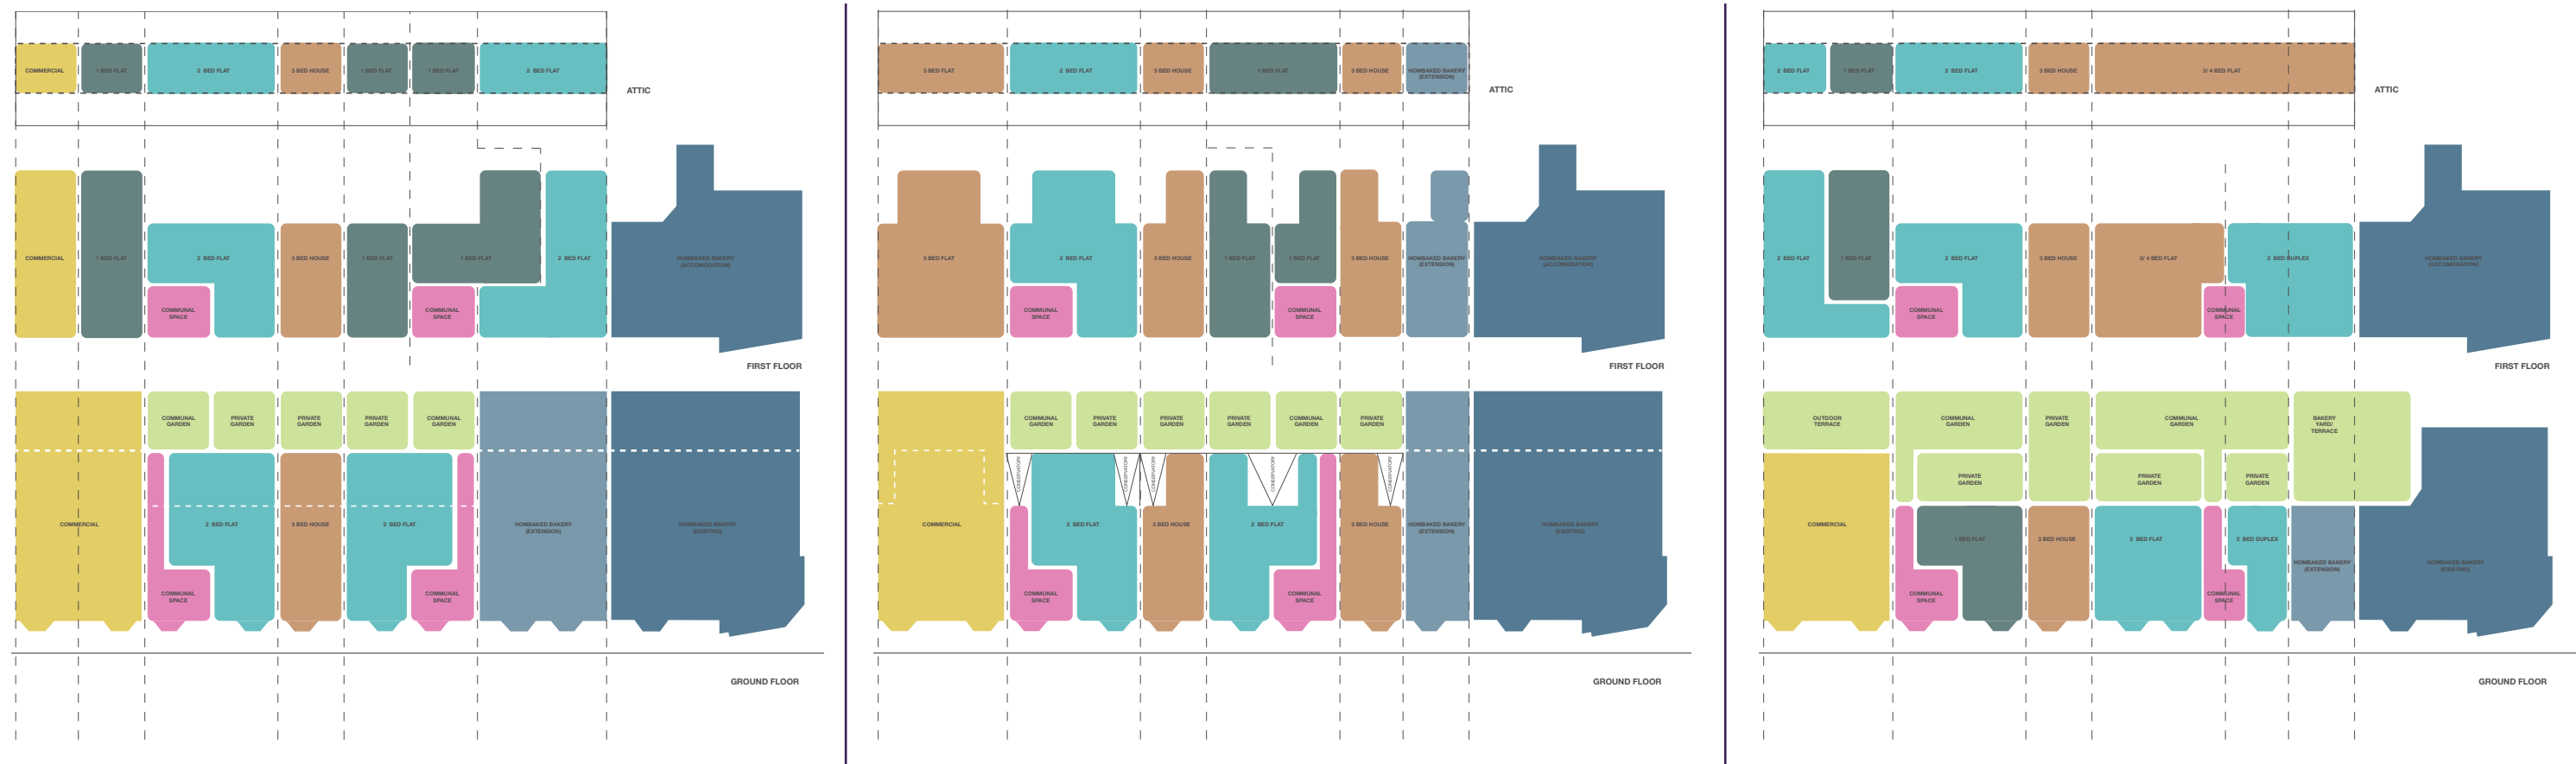 COMMERCIAL
1 BED FLAT
2 BED FLAT
3 BED HOUSE
1 BED FLAT
1 BED FLAT
2 BED FLAT
ATTIC
COMMERCIAL
1 BED FLAT
2 BED FLAT
3 BED HOUSE
1 BED FLAT
1 BED FLAT
2 BED FLAT
HOMBAKED BAKERY
(ACCOMODATION)
COMMUNAL
SPACE
COMMUNAL
SPACE
FIRST FLOOR
COMMUNAL
GARDEN
PRIVATE
GARDEN
PRIVATE
GARDEN
PRIVATE
GARDEN
COMMUNAL
GARDEN
COMMERCIAL
2 BED FLAT
3 BED HOUSE
2 BED FLAT
HOMBAKED BAKERY
(EXTENSION)
HOMBAKED BAKERY
(EXISTING)
COMMUNAL
SPACE
COMMUNAL
SPACE
GROUND FLOOR
3 BED FLAT
2 BED FLAT
3 BED HOUSE
1 BED FLAT
3 BED HOUSE
HOMBAKED BAKERY
(EXTENSION)
ATTIC
3 BED FLAT
2 BED FLAT
3 BED HOUSE
1 BED FLAT
1 BED FLAT
3 BED HOUSE
HOMBAKED BAKERY
(EXTENSION)
HOMBAKED BAKERY
(ACCOMODATION)
COMMUNAL
SPACE
COMMUNAL
SPACE
FIRST FLOOR
COMMUNAL
GARDEN
PRIVATE
GARDEN
PRIVATE
GARDEN
PRIVATE
GARDEN
COMMUNAL
GARDEN
PRIVATE
GARDEN
CONSERVATORY
CONSERVATORY
CONSERVATORY
CONSERVATORY
CONSERVATORY
COMMERCIAL
2 BED FLAT
3 BED HOUSE
2 BED FLAT
3 BED HOUSE
HOMBAKED BAKERY
(EXTENSION)
HOMBAKED BAKERY
(EXISTING)
COMMUNAL
SPACE
COMMUNAL
SPACE
GROUND FLOOR
2 BED FLAT
1 BED FLAT
2 BED FLAT
3 BED HOUSE
3/ 4 BED FLAT
ATTIC
2 BED FLAT
1 BED FLAT
2 BED FLAT
3 BED HOUSE
3/ 4 BED FLAT
2 BED DUPLEX
HOMBAKED BAKERY
(ACCOMODATION)
COMMUNAL
SPACE
COMMUNAL
SPACE
FIRST FLOOR
OUTDOOR
TERRACE
COMMUNAL
GARDEN
PRIVATE
GARDEN
COMMUNAL
GARDEN
BAKERY
YARD/
TERRACE
PRIVATE
GARDEN
PRIVATE
GARDEN
PRIVATE
GARDEN
COMMERCIAL
1 BED FLAT
3 BED HOUSE
2 BED FLAT
2 BED DUPLEX
HOMBAKED BAKERY
(EXTENSION)
HOMBAKED BAKERY
(EXISTING)
COMMUNAL
SPACE
COMMUNAL
SPACE
GROUND FLOOR